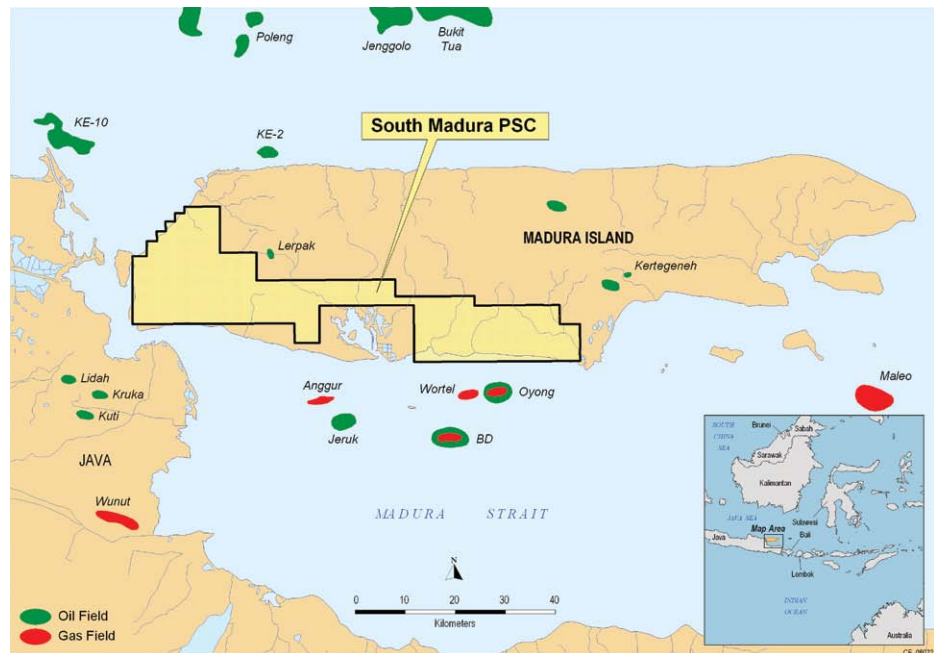 Poleng
Jenggolo
Bukit
Tua
KE-10
South Madura PSC
KE-2
MADURA ISLAND
Lerpak
Kertegeneh
Lidah
Kruka
Kuti
Anggur
Wortel
Oyong
Maleo
Jeruk
BD
JAVA
Wunut
MADURA STRAIT
N
0 10 20 30 40
Kilometers
Oil Field
Gas Field
SOUTH
CHINA
SEA
Brunei
Sabah
Sarawak
Kalimantan
JAVA SEA
Sulawesi
Map Area
Bali
Java
Lombok
INDIAN
OCEAN
Australia